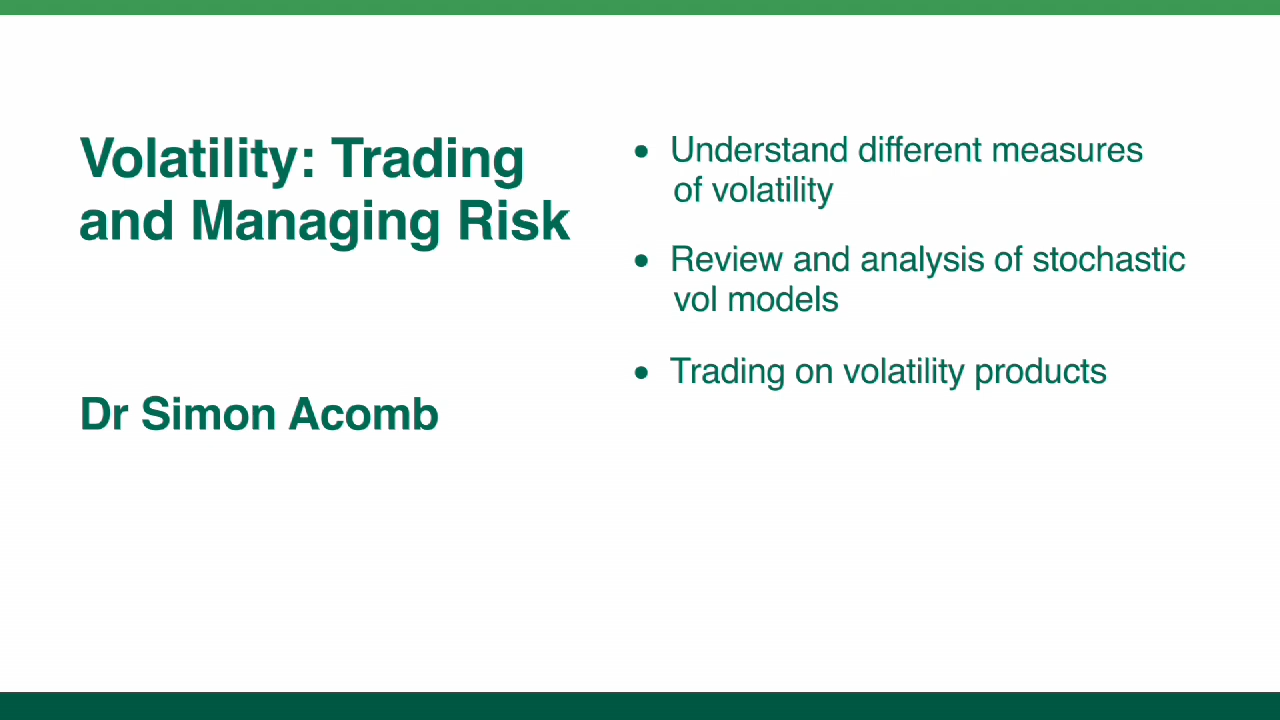 Volatility: Trading
and Managing Risk
Dr Simon Acomb
• Understand different measures
of volatility
• Review and analysis of stochastic
vol models
• Trading on volatility products